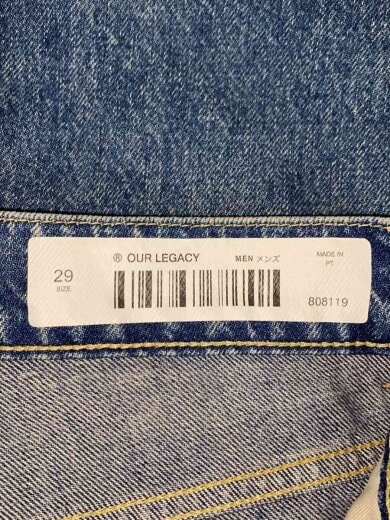 29
SIZE
® OUR LEGACY
MEN メンズ
MADE IN
PT
808119